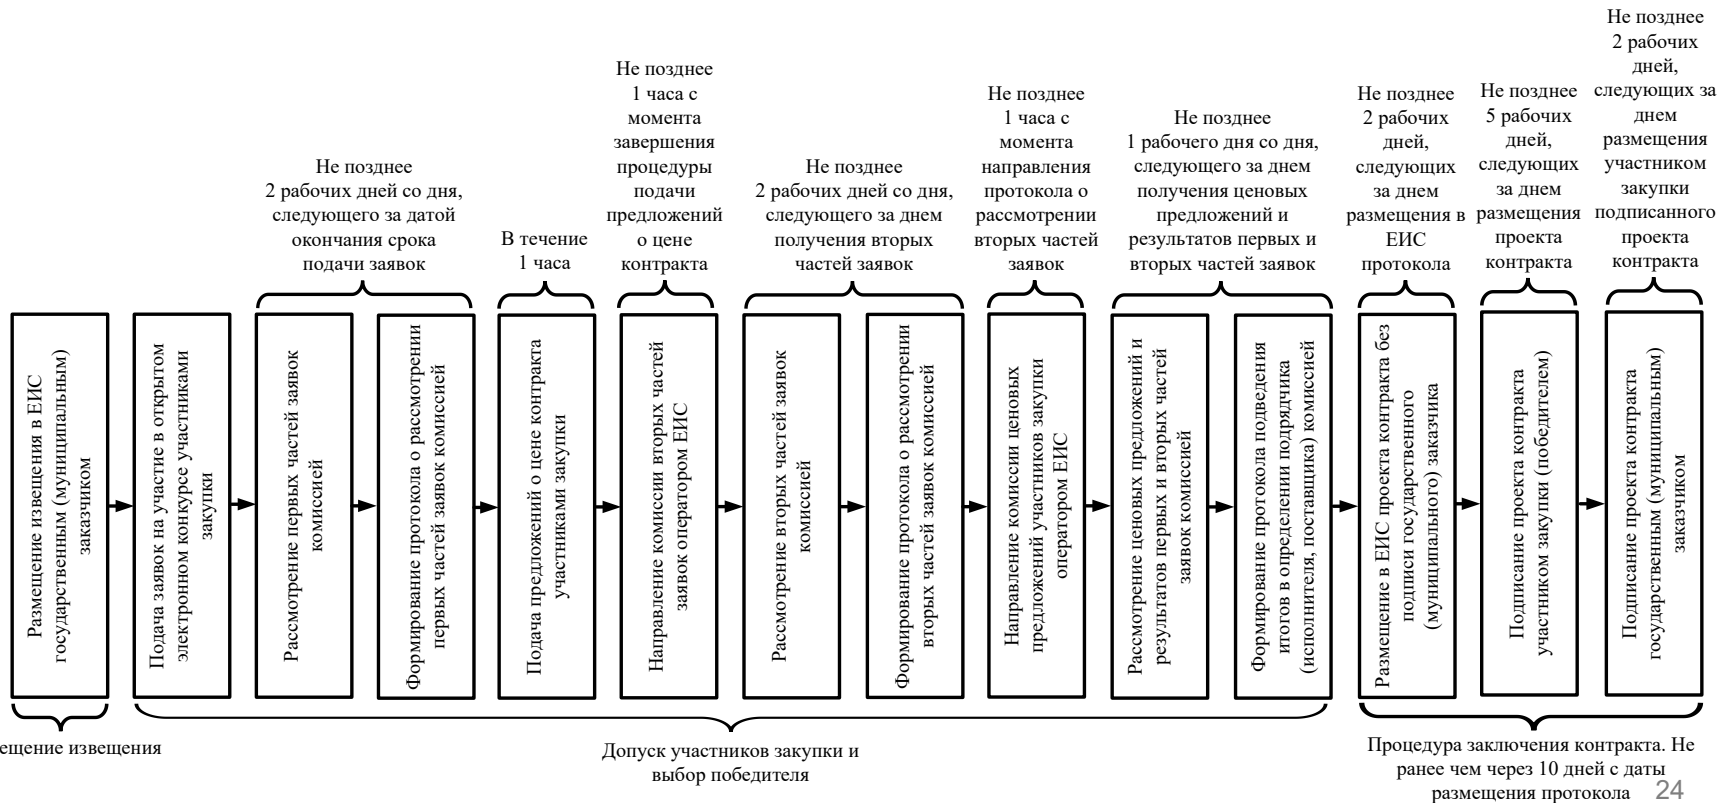 Не позднее
2 рабочих дней со дня,
следующего за датой
окончания срока
подачи заявок
В течение
1 часа
Не позднее
1 часа с
момента
завершения
процедуры
подачи
предложений
о цене
контракта
Не позднее
2 рабочих дней со дня,
следующего за днем
получения вторых
частей заявок
Не позднее
1 часа с
момента
направления
протокола о
рассмотрении
вторых частей
заявок
Не позднее
1 рабочего дня со дня,
следующего за днем
получения ценовых
предложений и
результатов первых и
вторых частей заявок
Не позднее
2 рабочих
дней,
следующих
за днем
размещения в
ЕИС
протокола
Не позднее
5 рабочих
дней,
следующих
за днем
размещения
проекта
контракта
Не позднее
2 рабочих
дней,
следующих за
днем
размещения
участником
закупки
подписанного
проекта
контракта
Размещение извещения в ЕИС
государственным (муниципальным)
заказчиком
Подача заявок на участие в открытом
электронном конкурсе участниками
закупки
Рассмотрение первых частей заявок
комиссией
Формирование протокола о рассмотрении
первых частей заявок комиссией
Подача предложений о цене контракта
участниками закупки
Направление комиссии вторых частей
заявок оператором ЕИС
Рассмотрение вторых частей заявок
комиссией
Формирование протокола о рассмотрении
вторых частей заявок комиссией
Направление комиссии ценовых
предложений участников закупки
оператором ЕИС
Рассмотрение ценовых предложений и
результатов первых и вторых частей
заявок комиссией
Формирование протокола подведения
итогов в определении подрядчика
(исполнителя, поставщика) комиссией
Размещение в ЕИС проекта контракта без
подписи государственного
(муниципального) заказчика
Подписание проекта контракта
участником закупки (победителем)
Подписание проекта контракта
государственным (муниципальным)
заказчиком
ещение извещения
Допуск участников закупки и
выбор победителя
Процедура заключения контракта. Не
ранее чем через 10 дней с даты
размещения протокола
24